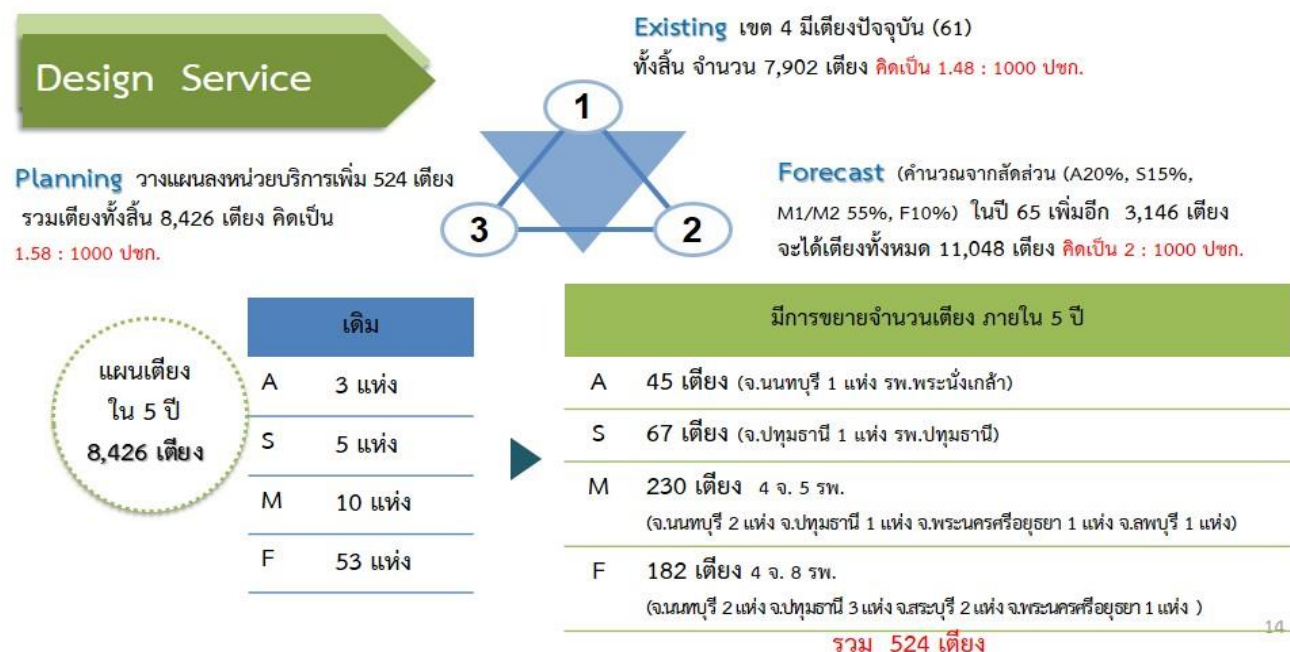 Design Service
Existing เขต 4 มีเตียงปัจจุบัน (61)
ทั้งสิ้น จำนวน 7,902 เตียง คิดเป็น 1.48 : 1000 ปชก.
1
2
3
Planning วางแผนลงหน่วยบริการเพิ่ม 524 เตียง
รวมเตียงทั้งสิ้น 8,426 เตียง คิดเป็น
1.58 : 1000 ปชก.
Forecast (คำนวณจากสัดส่วน (A20%, S15%,
M1/M2 55%, F10%) ในปี 65 เพิ่มอีก 3,146 เตียง
จะได้เตียงทั้งหมด 11,048 เตียง คิดเป็น 2 : 1000 ปชก.
แผนเตียง
ใน 5 ปี
8,426 เตียง
เดิม
A 3 แห่ง
S 5 แห่ง
M 10 แห่ง
F 53 แห่ง
มีการขยายจำนวนเตียง ภายใน 5 ปี
A 45 เตียง (จ.นนทบุรี 1 แห่ง รพ.พระนั่งเกล้า)
S 67 เตียง (จ.ปทุมธานี 1 แห่ง รพ.ปทุมธานี)
M 230 เตียง 4 จ. 5 รพ.
(จ.นนทบุรี 2 แห่ง จ.ปทุมธานี 1 แห่ง จ.พระนครศรีอยุธยา 1 แห่ง จ.ลพบุรี 1 แห่ง)
F 182 เตียง 4 จ. 8 รพ.
(จ.นนทบุรี 2 แห่ง จ.ปทุมธานี 3 แห่ง จ.สระบุรี 2 แห่ง จ.พระนครศรีอยุธยา 1 แห่ง )
รวม 524 เตียง
14